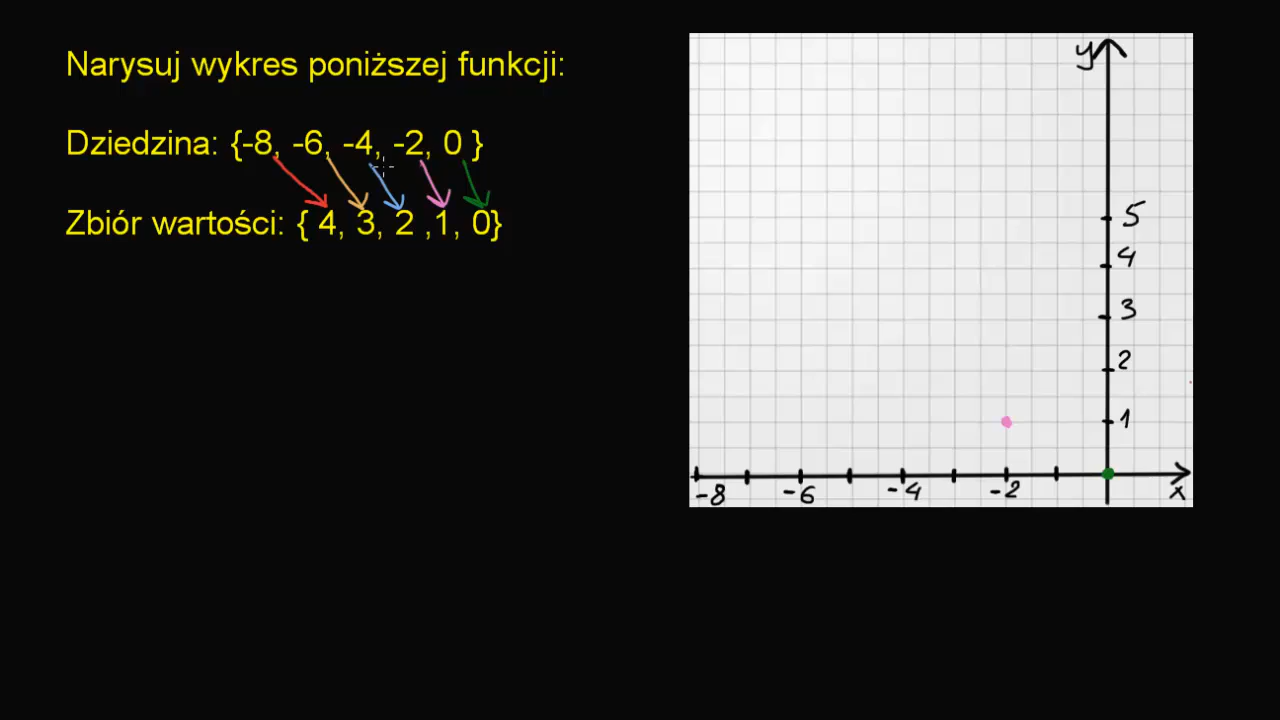 Narysuj wykres poniższej funkcji:
Dziedzina: {-8, -6, -4, -2, 0 }
Zbiór wartości: { 4, 3, 2 ,1, 0}
y
5
4
3
2
1
-8 -6 -4 -2 x